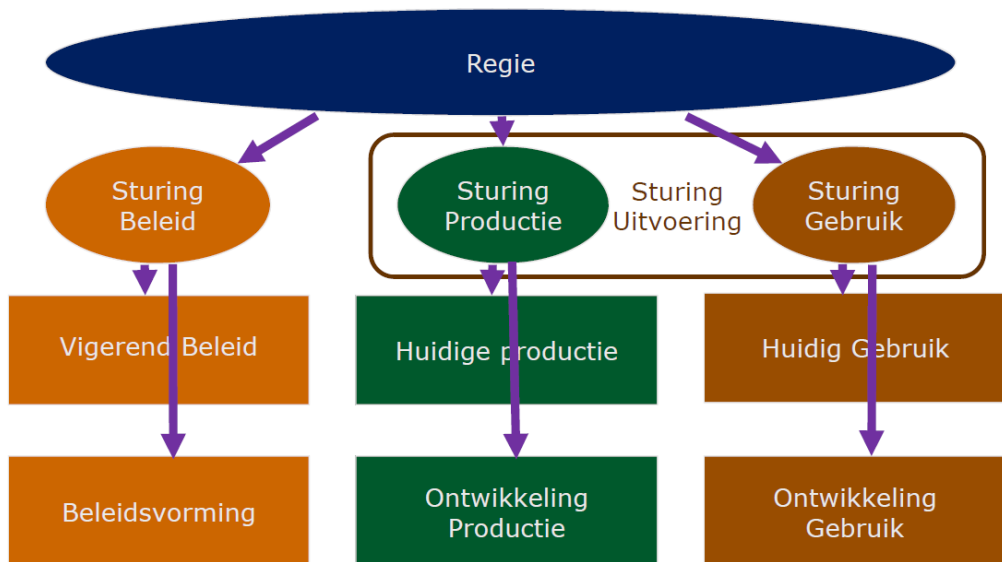 Regie
Sturing
Beleid
Sturing
Productie
Sturing
Uitvoering
Sturing
Gebruik
Vigerend Beleid
Huidige productie
Huidig Gebruik
Beleidsvorming
Ontwikkeling
Productie
Ontwikkeling
Gebruik